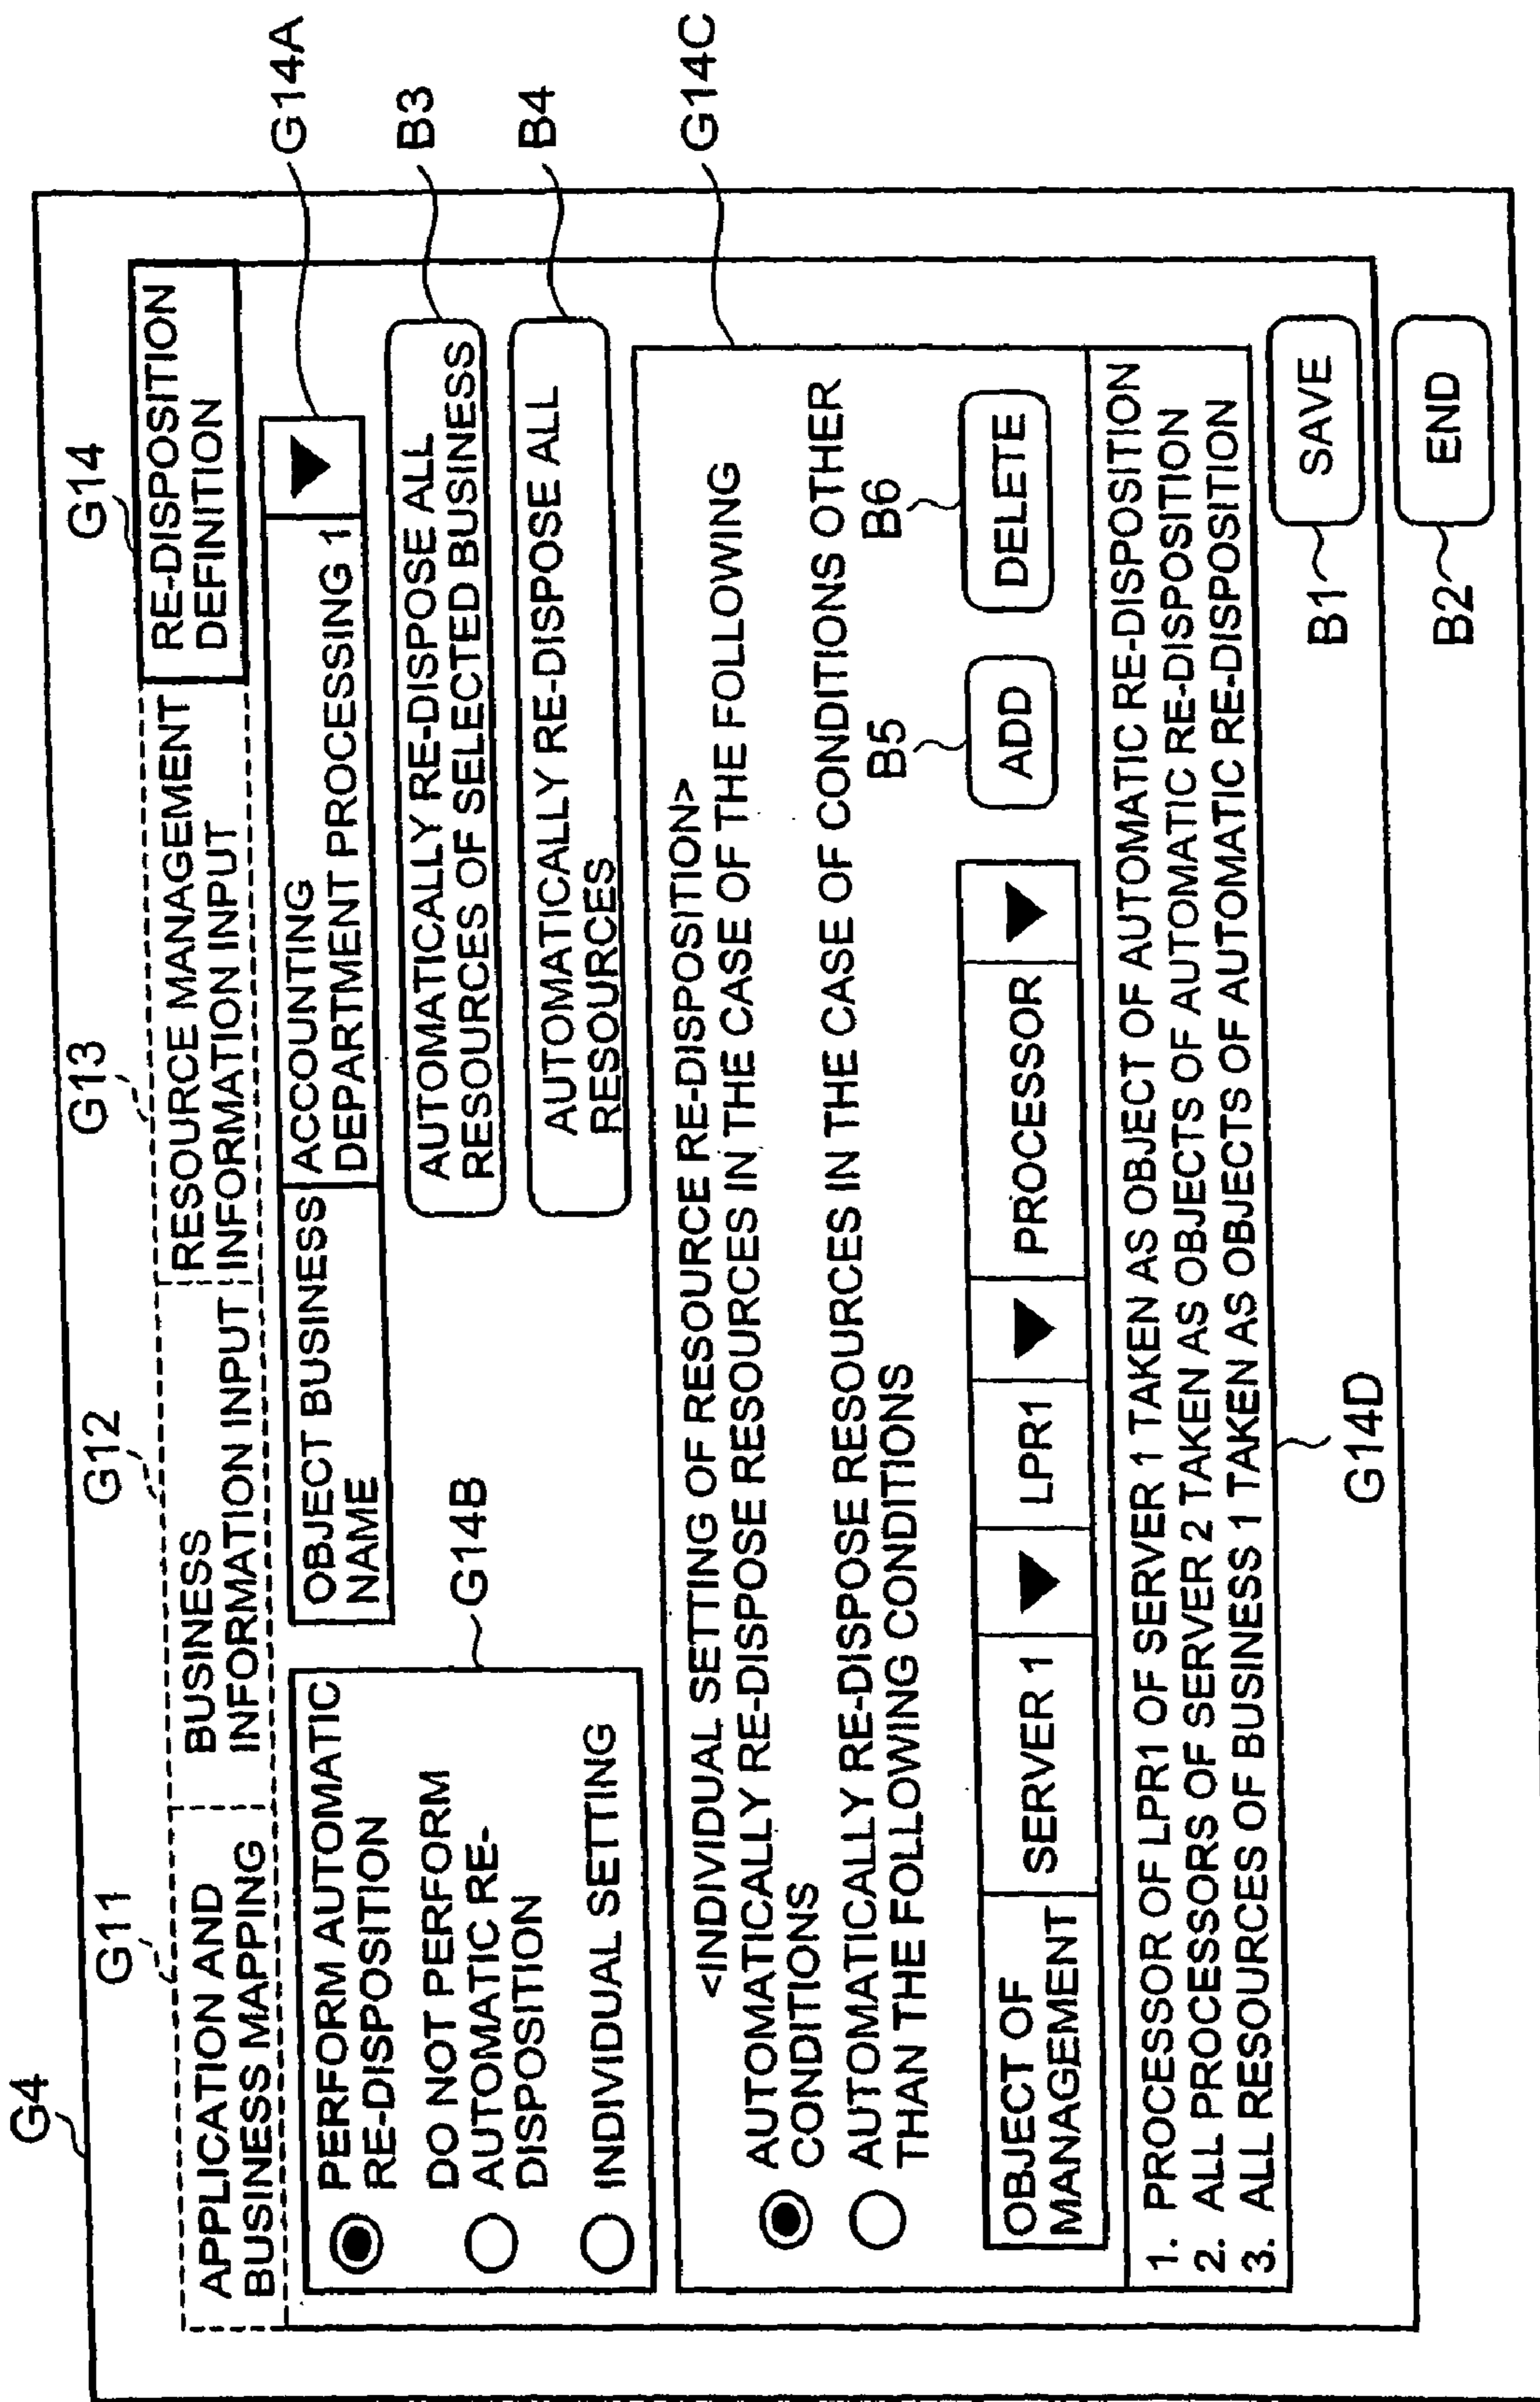 G4
G11
G12
G13
G14
APPLICATION AND
BUSINESS MAPPING
BUSINESS
INFORMATION INPUT
RESOURCE MANAGEMENT
INFORMATION INPUT
RE-DISPOSITION
DEFINITION
PERFORM AUTOMATIC
RE-DISPOSITION
DO NOT PERFORM
AUTOMATIC RE-
DISPOSITION
INDIVIDUAL SETTING
G14B
OBJECT BUSINESS
NAME
ACCOUNTING
DEPARTMENT PROCESSING 1
G14A
AUTOMATICALLY RE-DISPOSE ALL
RESOURCES OF SELECTED BUSINESS
B3
AUTOMATICALLY RE-DISPOSE ALL
RESOURCES
B4
G14C
<INDIVIDUAL SETTING OF RESOURCE RE-DISPOSITION>
AUTOMATICALLY RE-DISPOSE RESOURCES IN THE CASE OF THE FOLLOWING
CONDITIONS
AUTOMATICALLY RE-DISPOSE RESOURCES IN THE CASE OF CONDITIONS OTHER
THAN THE FOLLOWING CONDITIONS
B5
B6
OBJECT OF
MANAGEMENT
SERVER 1
LPR1
PROCESSOR
ADD
DELETE
1. PROCESSOR OF LPR1 OF SERVER 1 TAKEN AS OBJECT OF AUTOMATIC RE-DISPOSITION
2. ALL PROCESSORS OF SERVER 2 TAKEN AS OBJECTS OF AUTOMATIC RE-DISPOSITION
3. ALL RESOURCES OF BUSINESS 1 TAKEN AS OBJECTS OF AUTOMATIC RE-DISPOSITION
G14D
B1
SAVE
B2
END